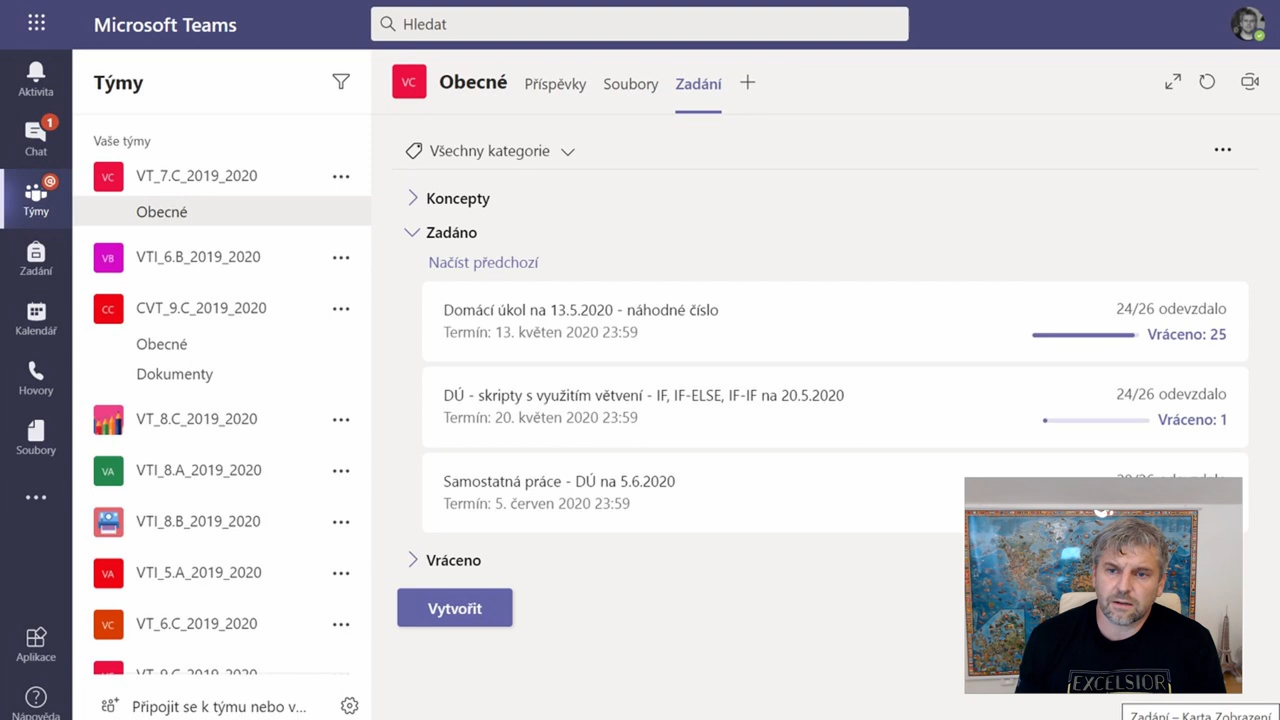 Microsoft Teams
Hledat
Aktivita
1
Chat
Týmy
Zadání
Kalendář
Hovory
Soubory
Aplikace
Nápověda
Týmy
Vaše týmy
VC VT_7.C_2019_2020
Obecné
VB VTI_6.B_2019_2020
CC CVT_9.C_2019_2020
Obecné
Dokumenty
VT_8.C_2019_2020
VA VTI_8.A_2019_2020
VTI_8.B_2019_2020
VA VTI_5.A_2019_2020
VC VT_6.C_2019_2020
Připojit se k týmu nebo v...
VC Obecné Příspěvky Soubory Zadání
Všechny kategorie
Koncepty
Zadáno
Načíst předchozí
Domácí úkol na 13.5.2020 - náhodné číslo 24/26 odevzdalo
Termín: 13. květen 2020 23:59 Vráceno: 25
DÚ - skripty s využitím větvení - IF, IF-ELSE, IF-IF na 20.5.2020 24/26 odevzdalo
Termín: 20. květen 2020 23:59 Vráceno: 1
Samostatná práce - DÚ na 5.6.2020
Termín: 5. červen 2020 23:59
Vráceno
Vytvořit
EXCELSIOR
Zadání – Karta Zobrazení